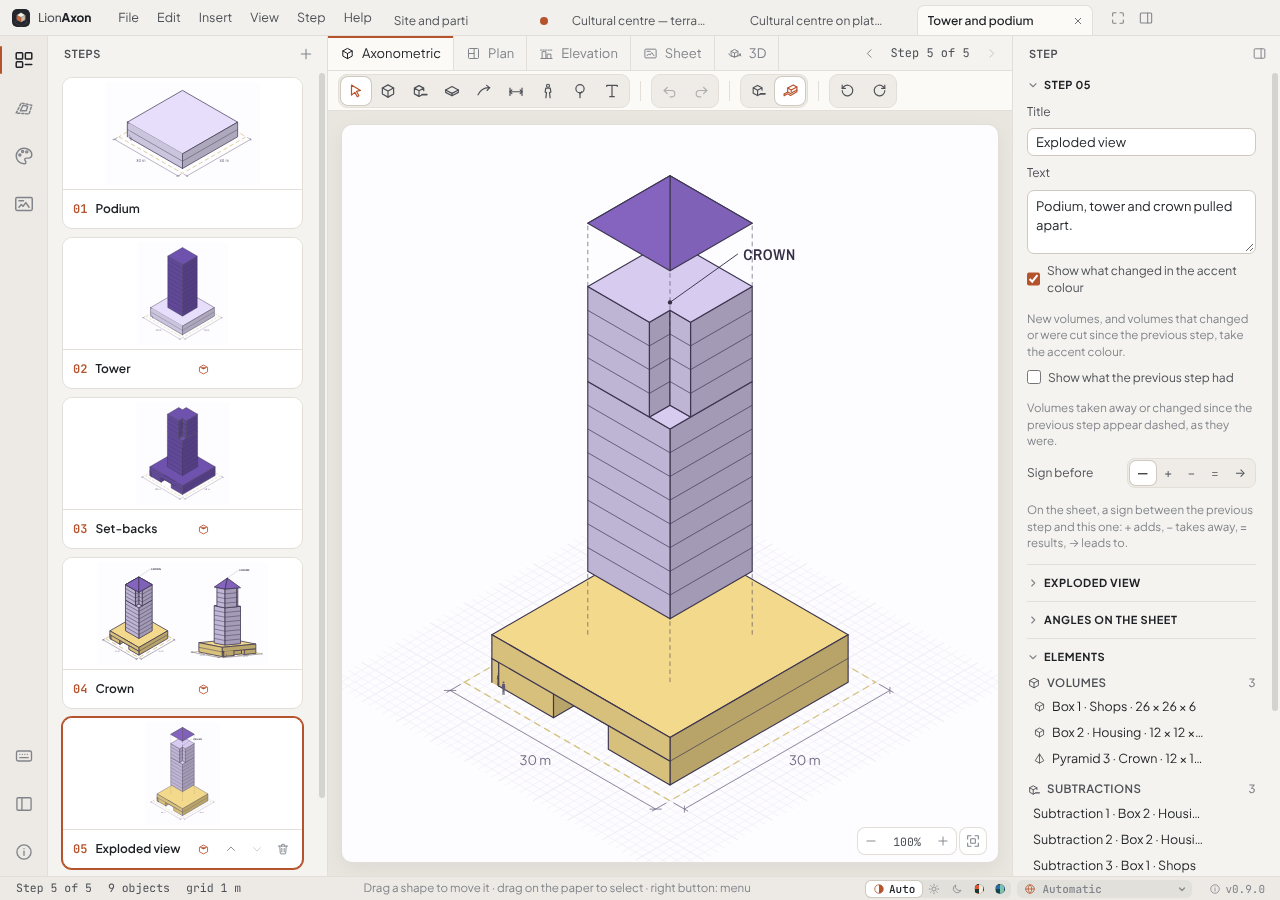 LionAxon
File Edit Insert View Step Help
Site and parti
Cultural centre — terra…
Cultural centre on plat…
Tower and podium
STEPS
01 Podium
02 Tower
03 Set-backs
04 Crown
05 Exploded view
Axonometric
Plan
Elevation
Sheet
3D
Step 5 of 5
CROWN
30 m
30 m
100%
STEP
STEP 05
Title
Exploded view
Text
Podium, tower and crown pulled
apart.
Show what changed in the accent
colour
New volumes, and volumes that changed
or were cut since the previous step, take
the accent colour.
Show what the previous step had
Volumes taken away or changed since the
previous step appear dashed, as they
were.
Sign before
— + − = →
On the sheet, a sign between the previous
step and this one: + adds, − takes away, =
results, → leads to.
EXPLODED VIEW
ANGLES ON THE SHEET
ELEMENTS
VOLUMES 3
Box 1 · Shops · 26 × 26 × 6
Box 2 · Housing · 12 × 12 ×…
Pyramid 3 · Crown · 12 × 1…
SUBTRACTIONS 3
Subtraction 1 · Box 2 · Housi…
Subtraction 2 · Box 2 · Housi…
Subtraction 3 · Box 1 · Shops
Step 5 of 5 9 objects grid 1 m
Drag a shape to move it · drag on the paper to select · right button: menu
Auto
Automatic
v0.9.0